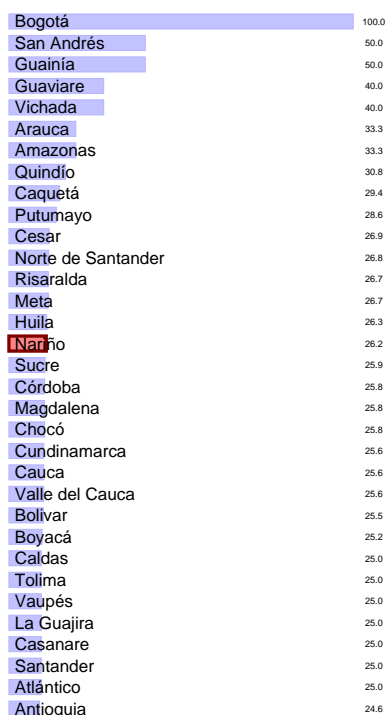 Bogotá 100.0
San Andrés 50.0
Guainía 50.0
Guaviare 40.0
Vichada 40.0
Arauca 33.3
Amazonas 33.3
Quindío 30.8
Caquetá 29.4
Putumayo 28.6
Cesar 26.9
Norte de Santander 26.8
Risaralda 26.7
Meta 26.7
Huila 26.3
Nariño 26.2
Sucre 25.9
Córdoba 25.8
Magdalena 25.8
Chocó 25.8
Cundinamarca 25.6
Cauca 25.6
Valle del Cauca 25.6
Bolivar 25.5
Boyacá 25.2
Caldas 25.0
Tolima 25.0
Vaupés 25.0
La Guajira 25.0
Casanare 25.0
Santander 25.0
Atlántico 25.0
Antioquia 24.6